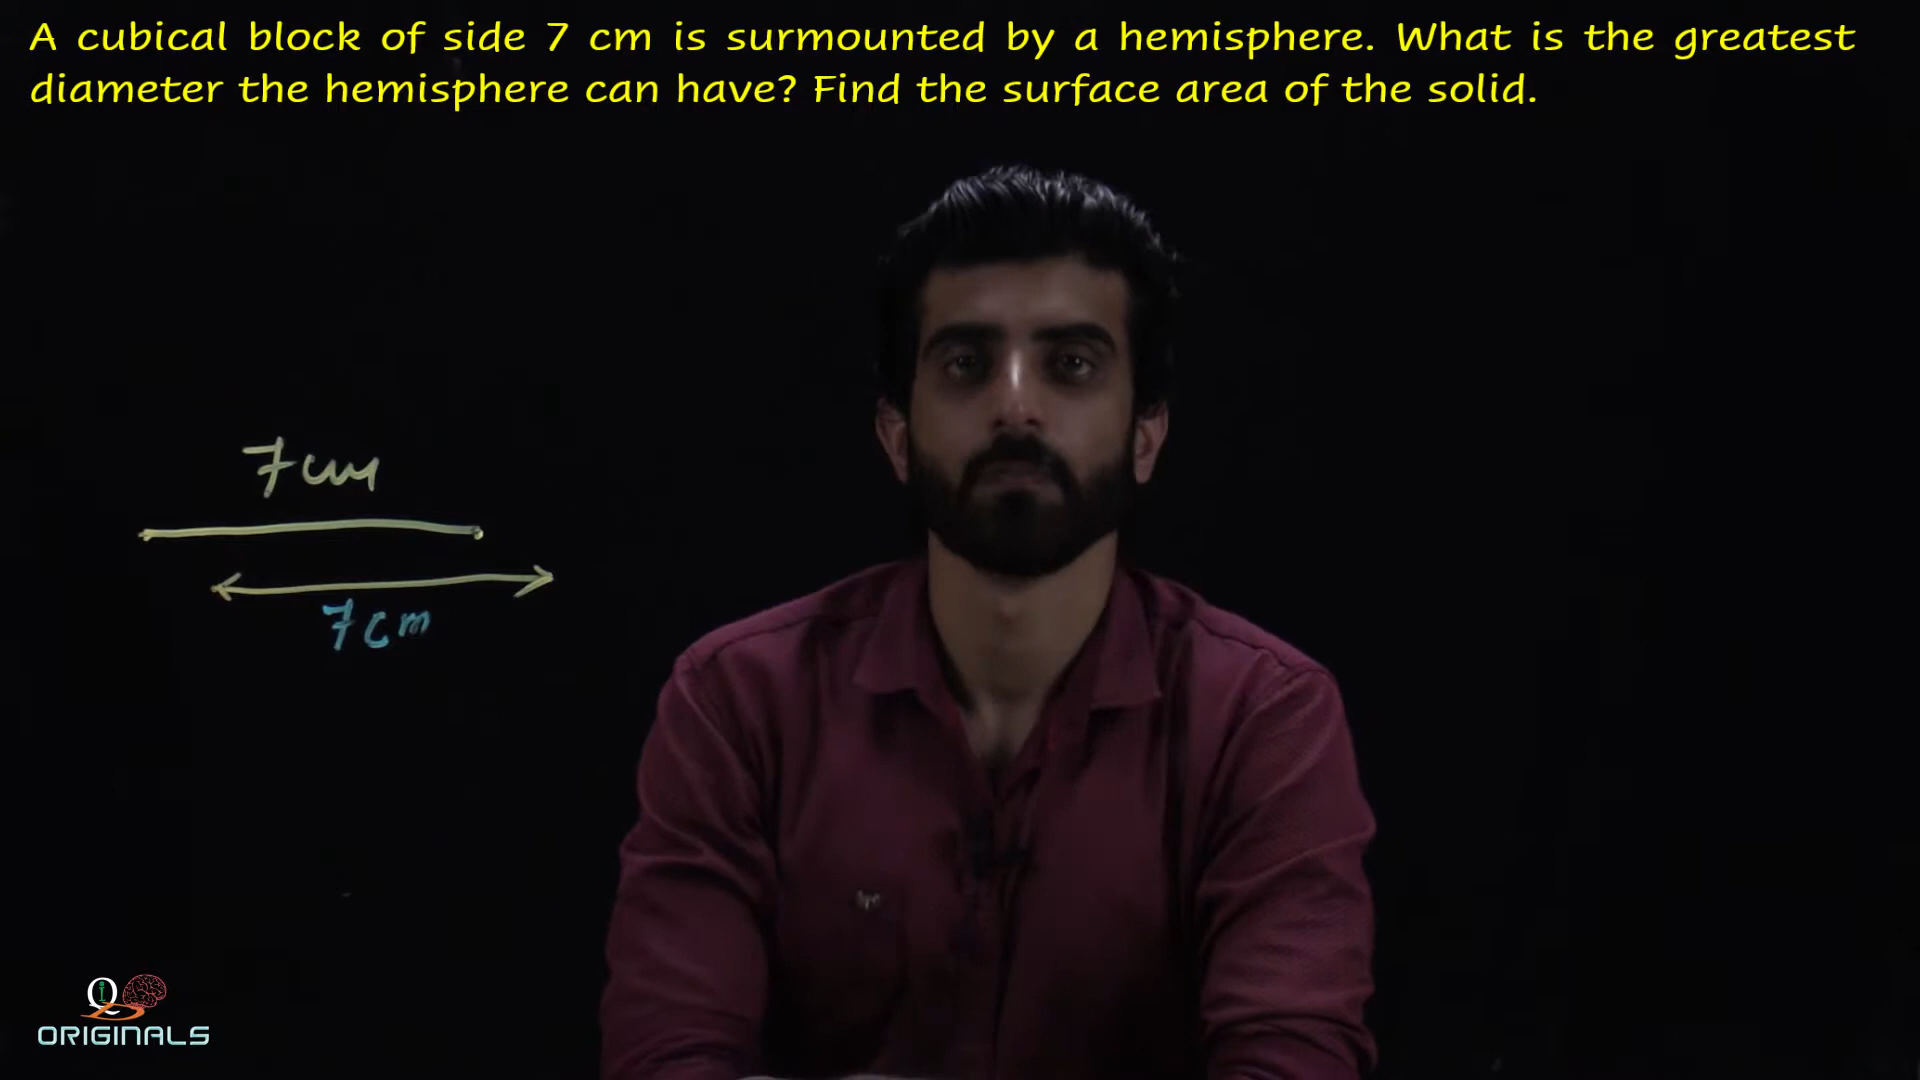 A cubical block of side 7 cm is surmounted by a hemisphere. What is the greatest
diameter the hemisphere can have? Find the surface area of the solid.
7cm
7cm
Qi
ORIGINALS